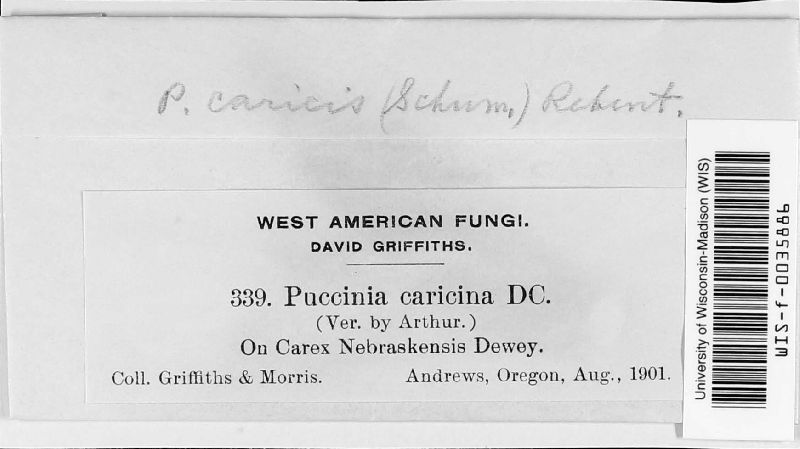 P. caricis (Schum.) Rebent.
WEST AMERICAN FUNGI.
DAVID GRIFFITHS.
339. Puccinia caricina DC.
(Ver. by Arthur.)
On Carex Nebraskensis Dewey.
Coll. Griffiths & Morris. Andrews, Oregon, Aug., 1901.
University of Wisconsin-Madison (WIS)
WIS-f-0035886